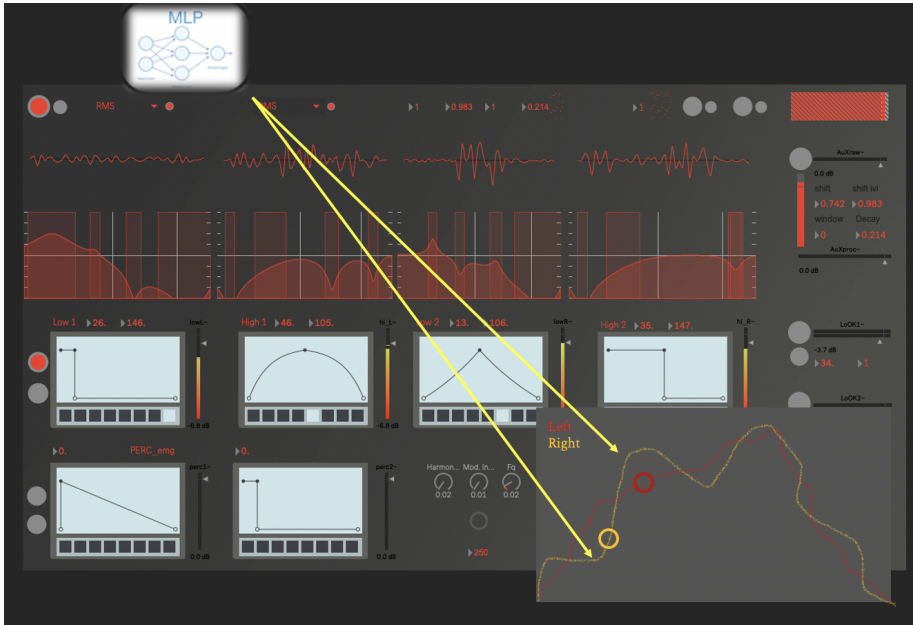 MLP
RMS
RMS
1 0.983 1 0.214
1
AuXraw~
0.0 dB
shift shift lvl
0.742 0.983
window Decay
0 0.214
AuXproc~
0.0 dB
Low 1 26. 146. lowL~
High 1 46. 105. hi_L~
Low 2 13. 106. lowR~
High 2 35. 147. hi_R~
LoOK1~
-3.7 dB
34. 1
LoOK2~
-6.8 dB
-6.8 dB
Left
Right
0. PERC_emg perc1~
0. perc2~
Harmon... Mod. In... Fq
0.02 0.01 0.02
250
0.0 dB
0.0 dB